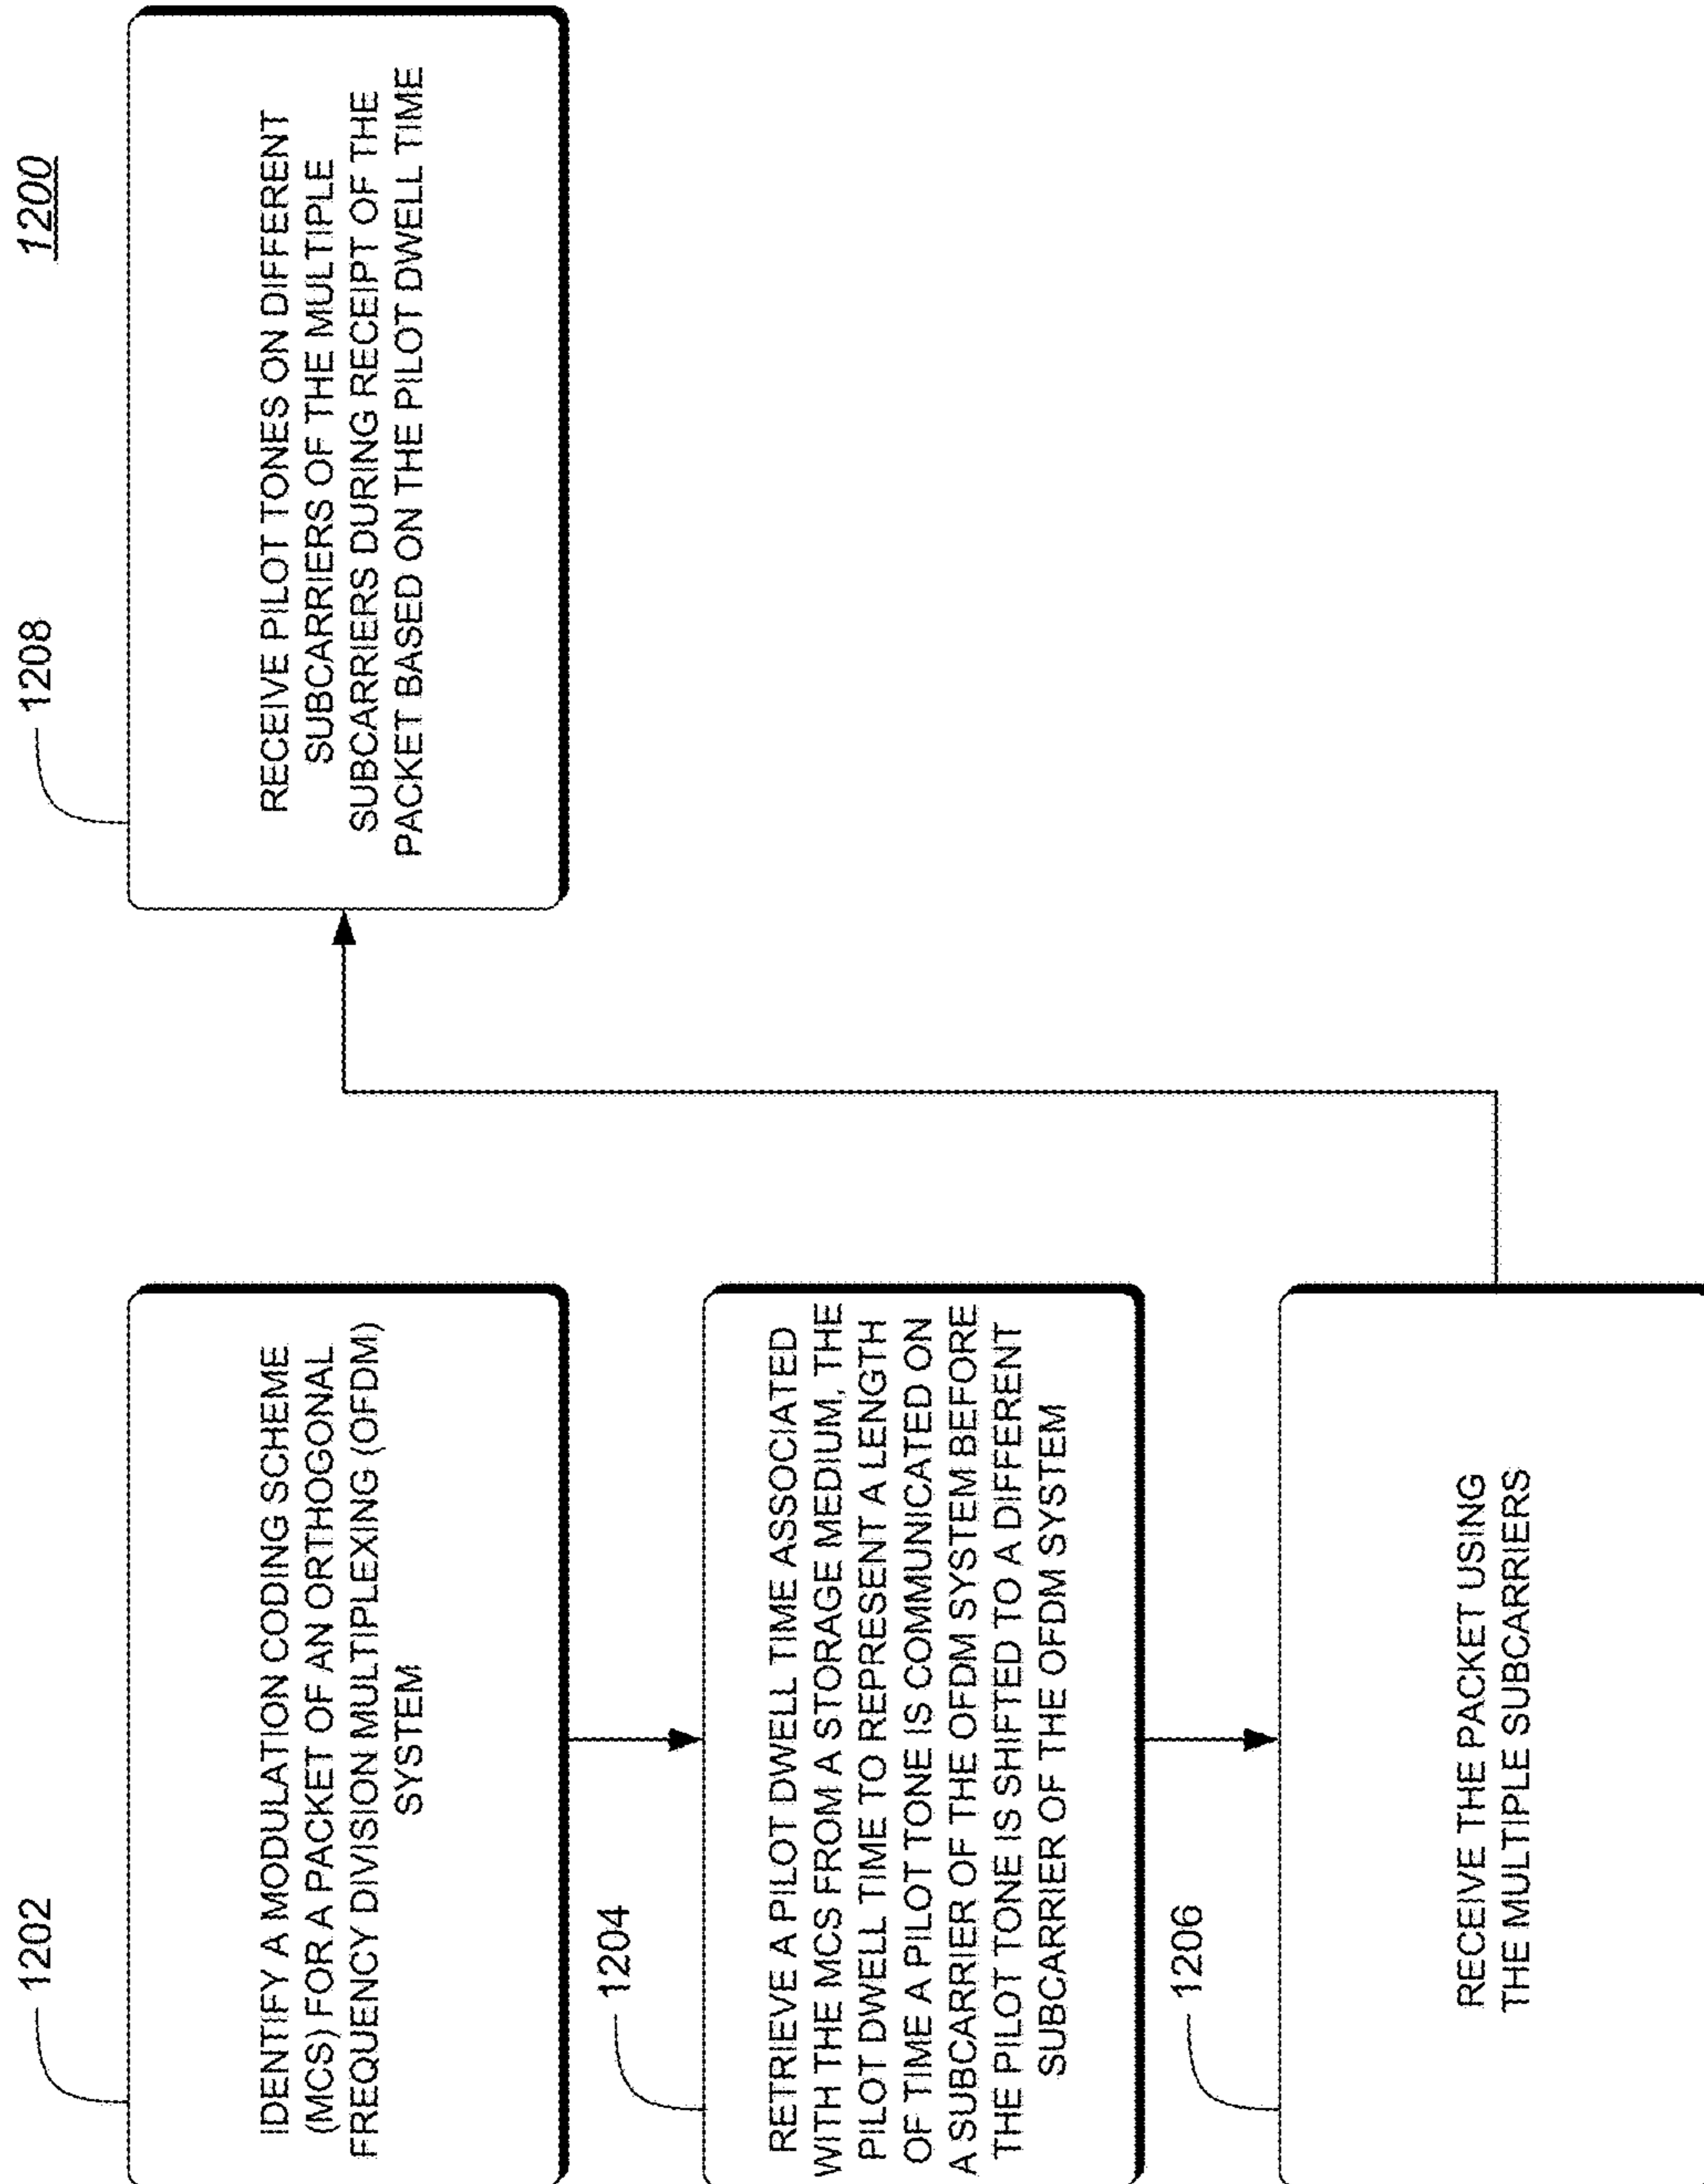 1200
1202
IDENTIFY A MODULATION CODING SCHEME
(MCS) FOR A PACKET OF AN ORTHOGONAL
FREQUENCY DIVISION MULTIPLEXING (OFDM)
SYSTEM
1204
RETRIEVE A PILOT DWELL TIME ASSOCIATED
WITH THE MCS FROM A STORAGE MEDIUM, THE
PILOT DWELL TIME TO REPRESENT A LENGTH
OF TIME A PILOT TONE IS COMMUNICATED ON
A SUBCARRIER OF THE OFDM SYSTEM BEFORE
THE PILOT TONE IS SHIFTED TO A DIFFERENT
SUBCARRIER OF THE OFDM SYSTEM
1206
RECEIVE THE PACKET USING
THE MULTIPLE SUBCARRIERS
1208
RECEIVE PILOT TONES ON DIFFERENT
SUBCARRIERS OF THE MULTIPLE
SUBCARRIERS DURING RECEIPT OF THE
PACKET BASED ON THE PILOT DWELL TIME